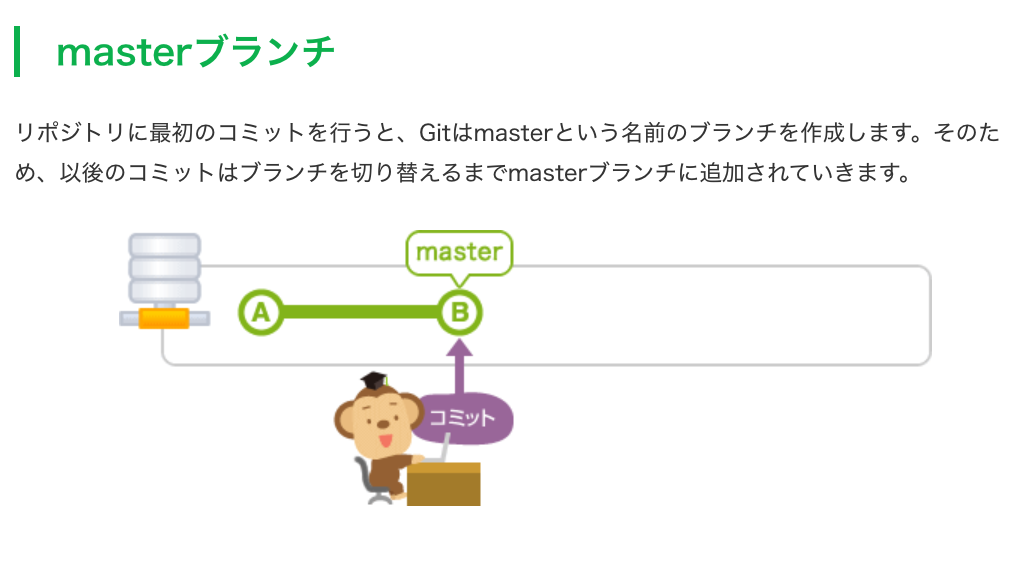 masterブランチ
リポジトリに最初のコミットを行うと、Gitはmasterという名前のブランチを作成します。そのた
め、以後のコミットはブランチを切り替えるまでmasterブランチに追加されていきます。
master
A
B
コミット